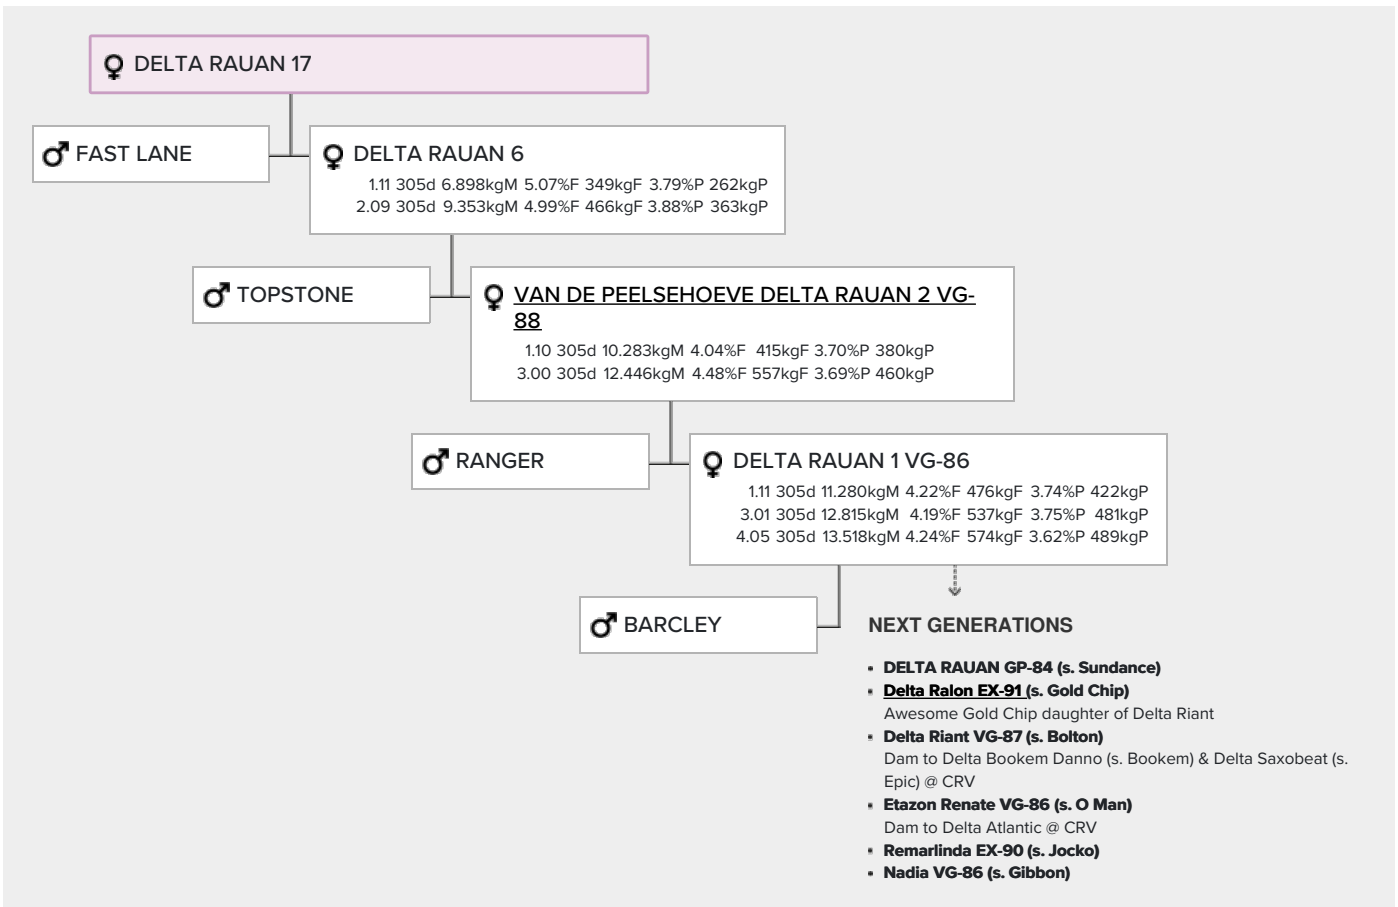 DELTA RAUAN 17
FAST LANE
DELTA RAUAN 6
1.11 305d 6.898kgM 5.07%F 349kgF 3.79%P 262kgP
2.09 305d 9.353kgM 4.99%F 466kgF 3.88%P 363kgP
TOPSTONE
VAN DE PEELSEHOEVE DELTA RAUAN 2 VG-
88
1.10 305d 10.283kgM 4.04%F 415kgF 3.70%P 380kgP
3.00 305d 12.446kgM 4.48%F 557kgF 3.69%P 460kgP
RANGER
DELTA RAUAN 1 VG-86
1.11 305d 11.280kgM 4.22%F 476kgF 3.74%P 422kgP
3.01 305d 12.815kgM 4.19%F 537kgF 3.75%P 481kgP
4.05 305d 13.518kgM 4.24%F 574kgF 3.62%P 489kgP
BARCLEY
NEXT GENERATIONS
▪ DELTA RAUAN GP-84 (s. Sundance)
▪ Delta Ralon EX-91 (s. Gold Chip)
Awesome Gold Chip daughter of Delta Riant
▪ Delta Riant VG-87 (s. Bolton)
Dam to Delta Bookem Danno (s. Bookem) & Delta Saxobeat (s.
Epic) @ CRV
▪ Etazon Renate VG-86 (s. O Man)
Dam to Delta Atlantic @ CRV
▪ Remarlinda EX-90 (s. Jocko)
▪ Nadia VG-86 (s. Gibbon)